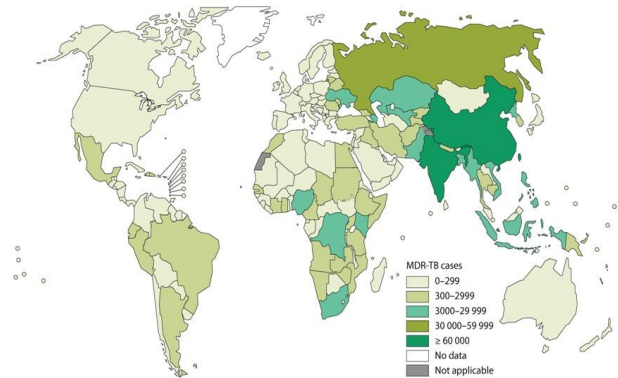 MDR-TB cases
0–299
300–2999
3000–29 999
30 000–59 999
≥ 60 000
No data
Not applicable